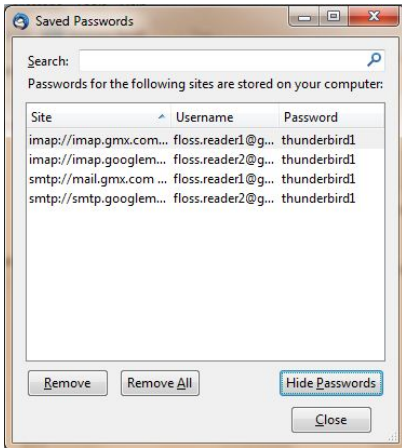 Saved Passwords
Search:
Passwords for the following sites are stored on your computer:
Site Username Password
imap://imap.gmx.com... floss.reader1@g... thunderbird1
imap://imap.googlem... floss.reader2@g... thunderbird1
smtp://mail.gmx.com ... floss.reader1@g... thunderbird1
smtp://smtp.googlem... floss.reader2@g... thunderbird1
Remove Remove All Hide Passwords
Close